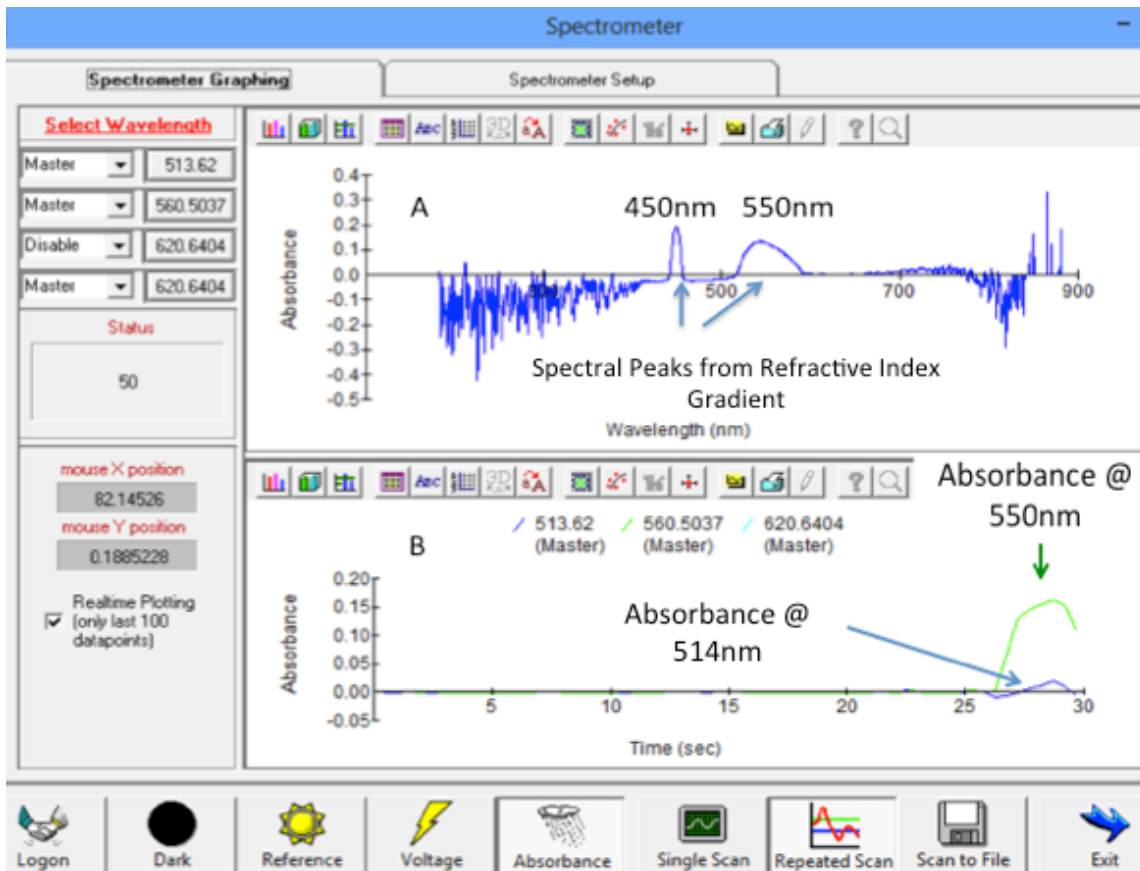 Spectrometer
Spectrometer Graphing
Spectrometer Setup
Select Wavelength
Master 513.62
Master 560.5037
Disable 620.6404
Master 620.6404
Status
50
mouse X position
82.14526
mouse Y position
0.1885228
Realtime Plotting
(only last 100
datapoints)
Abc 2D A
A
450nm 550nm
Absorbance
0.4
0.3
0.2
0.1
0.0
-0.1
-0.2
-0.3
-0.4
-0.5
500 700 900
Spectral Peaks from Refractive Index
Gradient
Wavelength (nm)
Abc 2D A
Absorbance @
550nm
B
513.62 560.5037 620.6404
(Master) (Master) (Master)
Absorbance @
514nm
Absorbance
0.20
0.15
0.10
0.05
0.00
-0.05
5 10 15 20 25 30
Time (sec)
Logon Dark Reference Voltage Absorbance Single Scan Repeated Scan Scan to File Exit